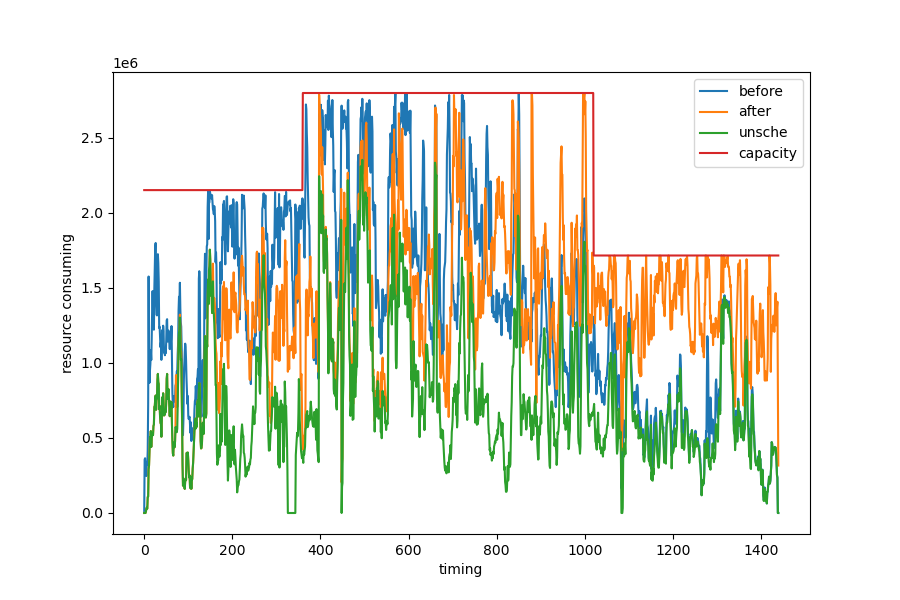 1e6
before
after
unsche
capacity
resource consuming
2.5
2.0
1.5
1.0
0.5
0.0
0 200 400 600 800 1000 1200 1400
timing